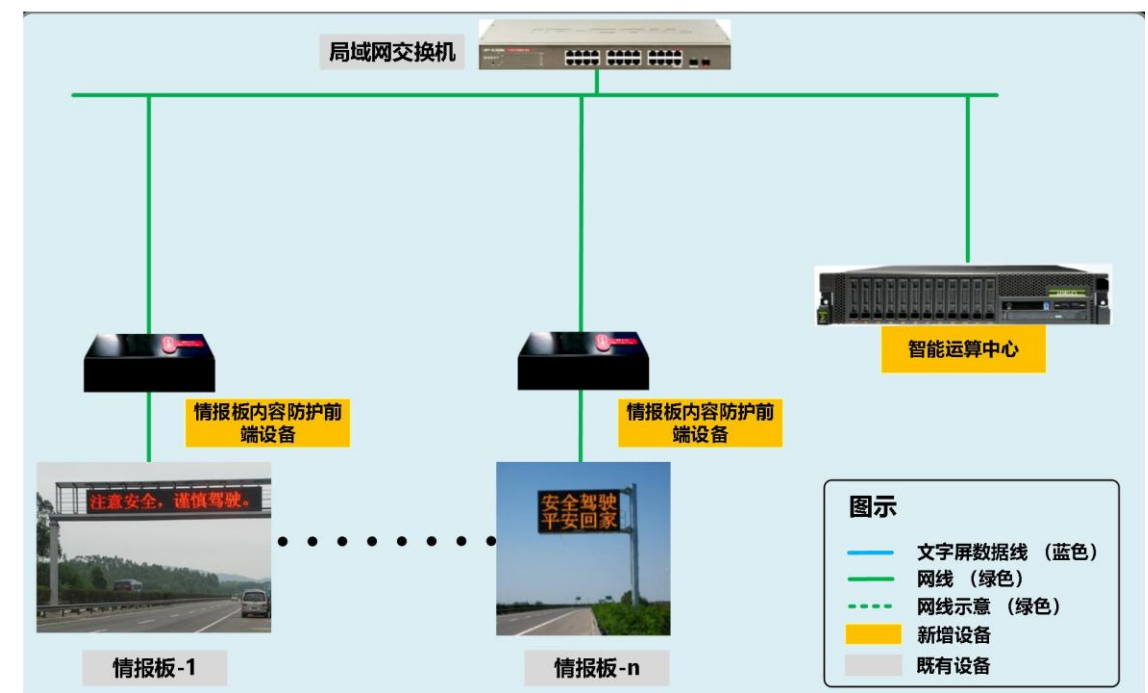 局域网交换机
智能运算中心
情报板内容防护前
端设备
情报板内容防护前
端设备
注意安全，谨慎驾驶。
安全驾驶
平安回家
情报板-1
情报板-n
图示
文字屏数据线 （蓝色）
网线 （绿色）
网线示意 （绿色）
新增设备
既有设备